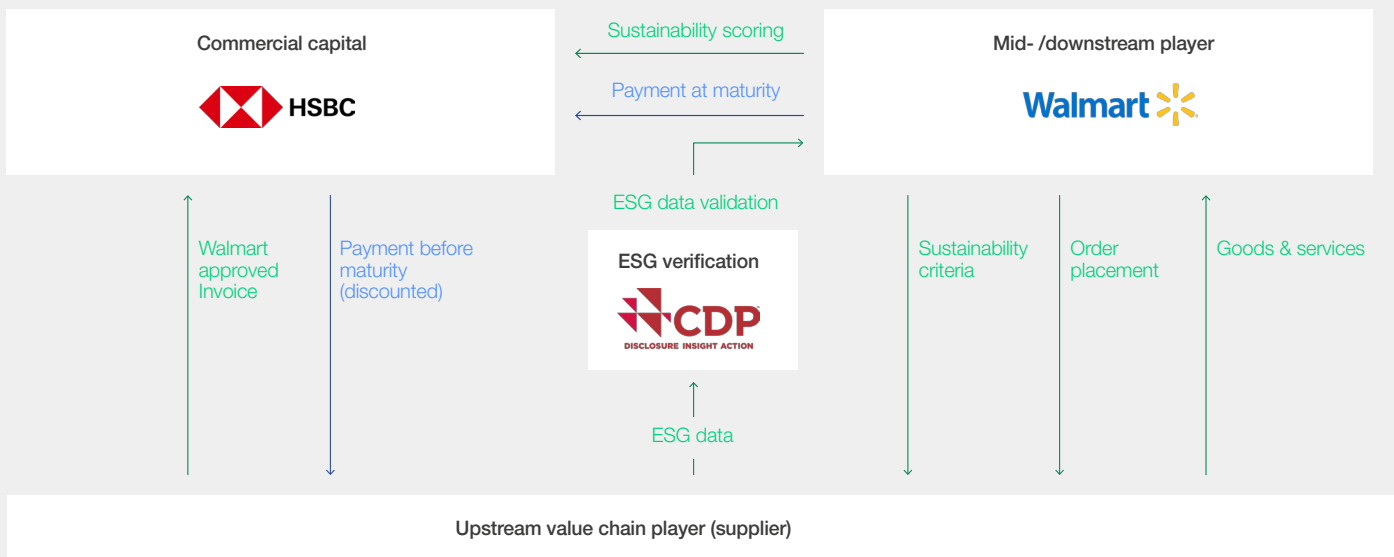 Commercial capital
HSBC
Sustainability scoring
Payment at maturity
Mid- /downstream player
Walmart
ESG data validation
Walmart
approved
Invoice
Payment before
maturity
(discounted)
ESG verification
CDP
DISCLOSURE INSIGHT ACTION
ESG data
Sustainability
criteria
Order
placement
Goods & services
Upstream value chain player (supplier)